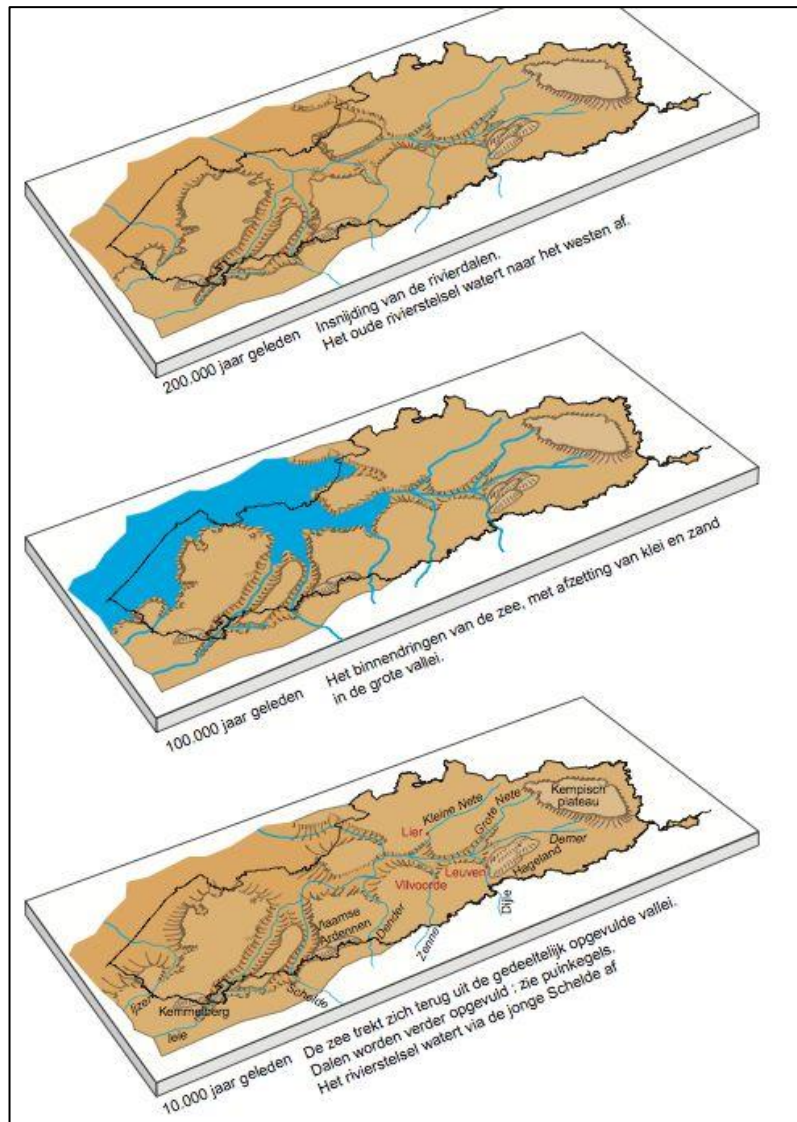 200.000 jaar geleden
Insnijding van de rivierdalen.
Het oude rivierstelsel watert naar het westen af.
100.000 jaar geleden
Het binnendringen van de zee, met afzetting van klei en zand
in de grote vallei.
Kempisch
plateau
Kleine Nete
Grote Nete
Lier
Demer
Hageland
Leuven
Vilvoorde
Dijle
Vlaamse
Ardennen
Dender
Zenne
Schelde
Ijzer
Kemmelberg
leie
10.000 jaar geleden
De zee trekt zich terug uit de gedeeltelijk opgevulde vallei.
Dalen worden verder opgevuld : zie puinkegels.
Het rivierstelsel watert via de jonge Schelde af